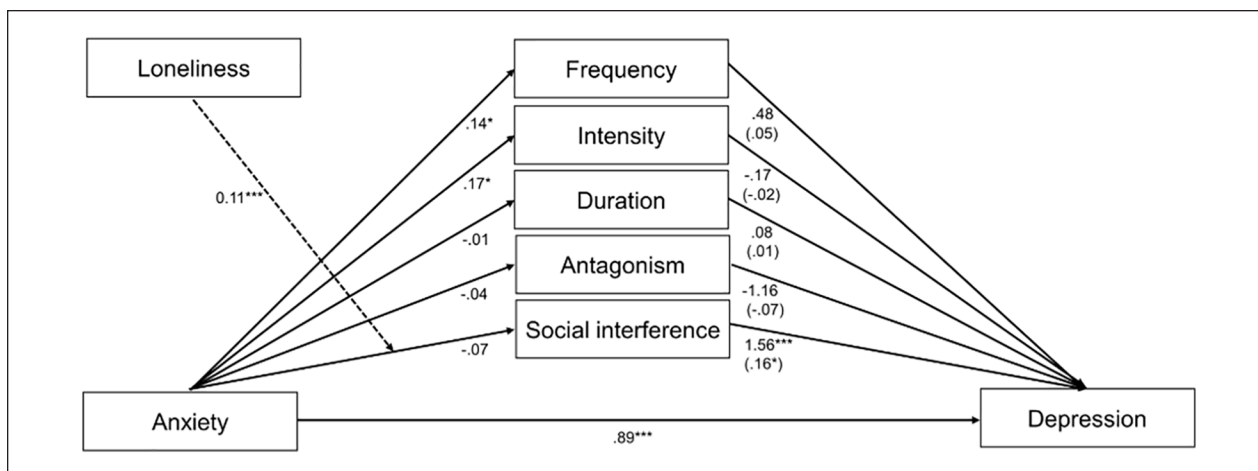 Loneliness
Frequency
Intensity
Duration
Antagonism
Social interference
Anxiety
Depression
0.11***
.14*
.17*
-.01
-.04
-.07
.48
(.05)
-.17
(-.02)
.08
(.01)
-1.16
(-.07)
1.56***
(.16*)
.89***